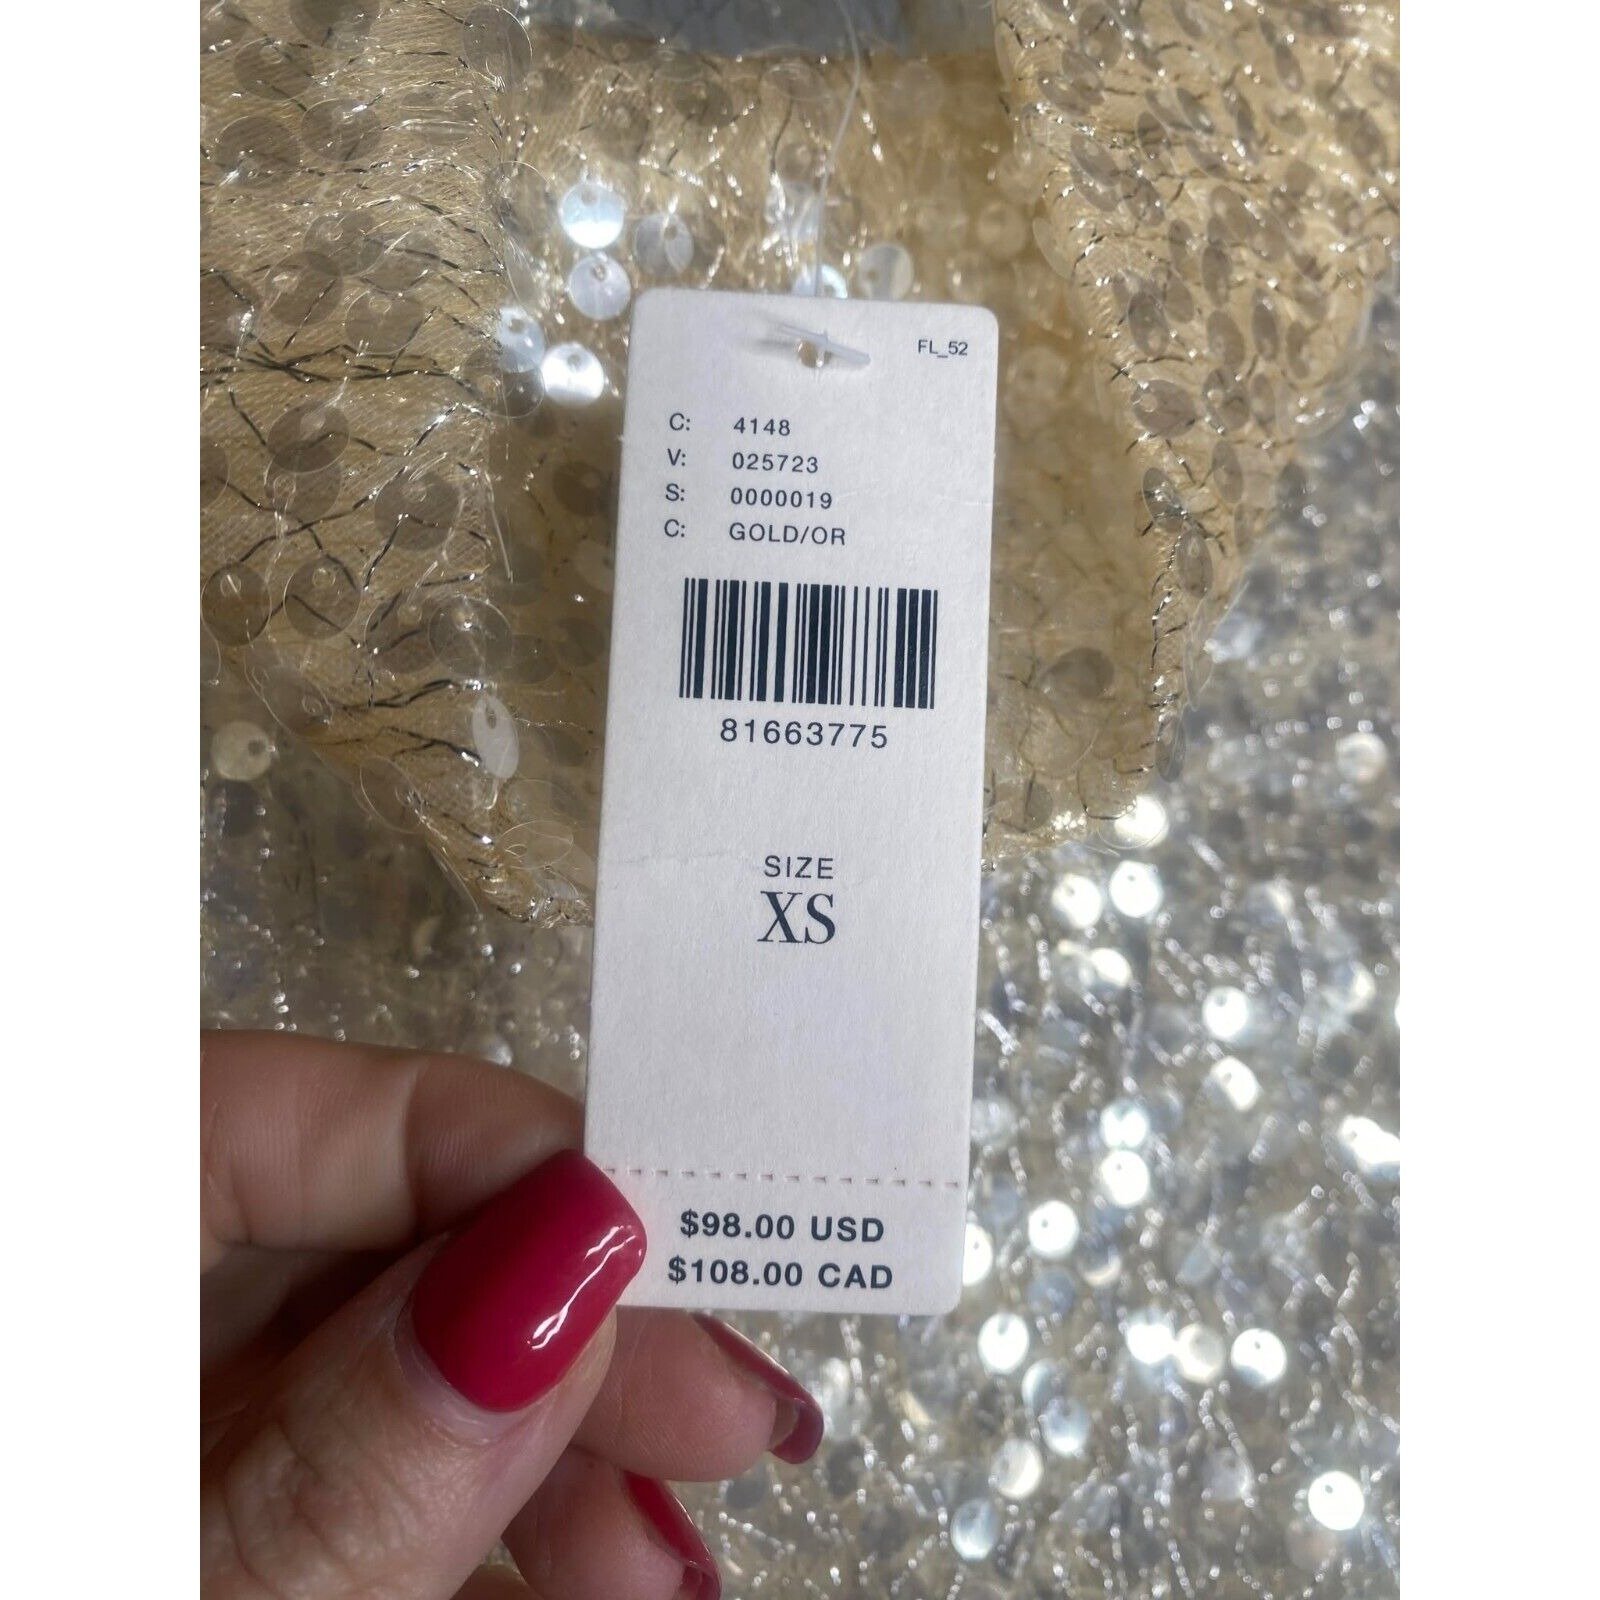 FL_52
C: 4148
V: 025723
S: 0000019
C: GOLD/OR
81663775
SIZE
XS
$98.00 USD
$108.00 CAD